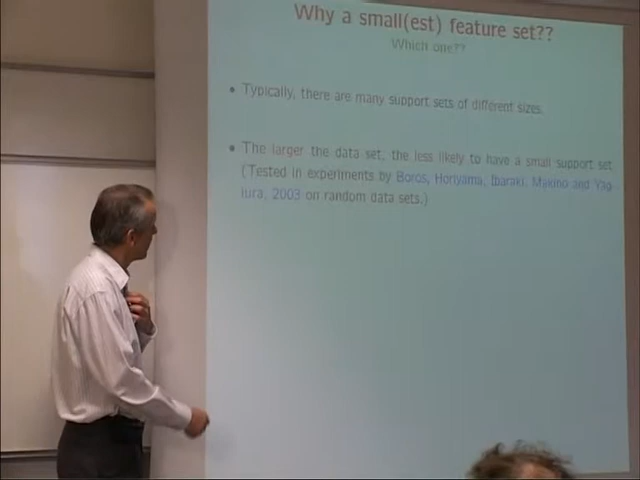 Why a small(est) feature set??
Which one??
• Typically, there are many support sets of different sizes.
• The larger the data set, the less likely to have a small support set
(Tested in experiments by Boros, Horiyama, Ibaraki, Makino and Yag-
iura, 2003 on random data sets.)